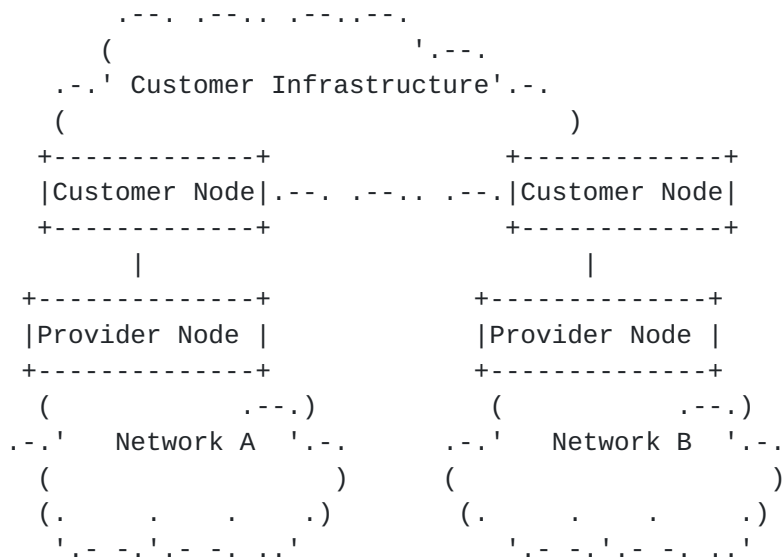 Customer Infrastructure
Customer Node Customer Node
Provider Node Provider Node
Network A Network B